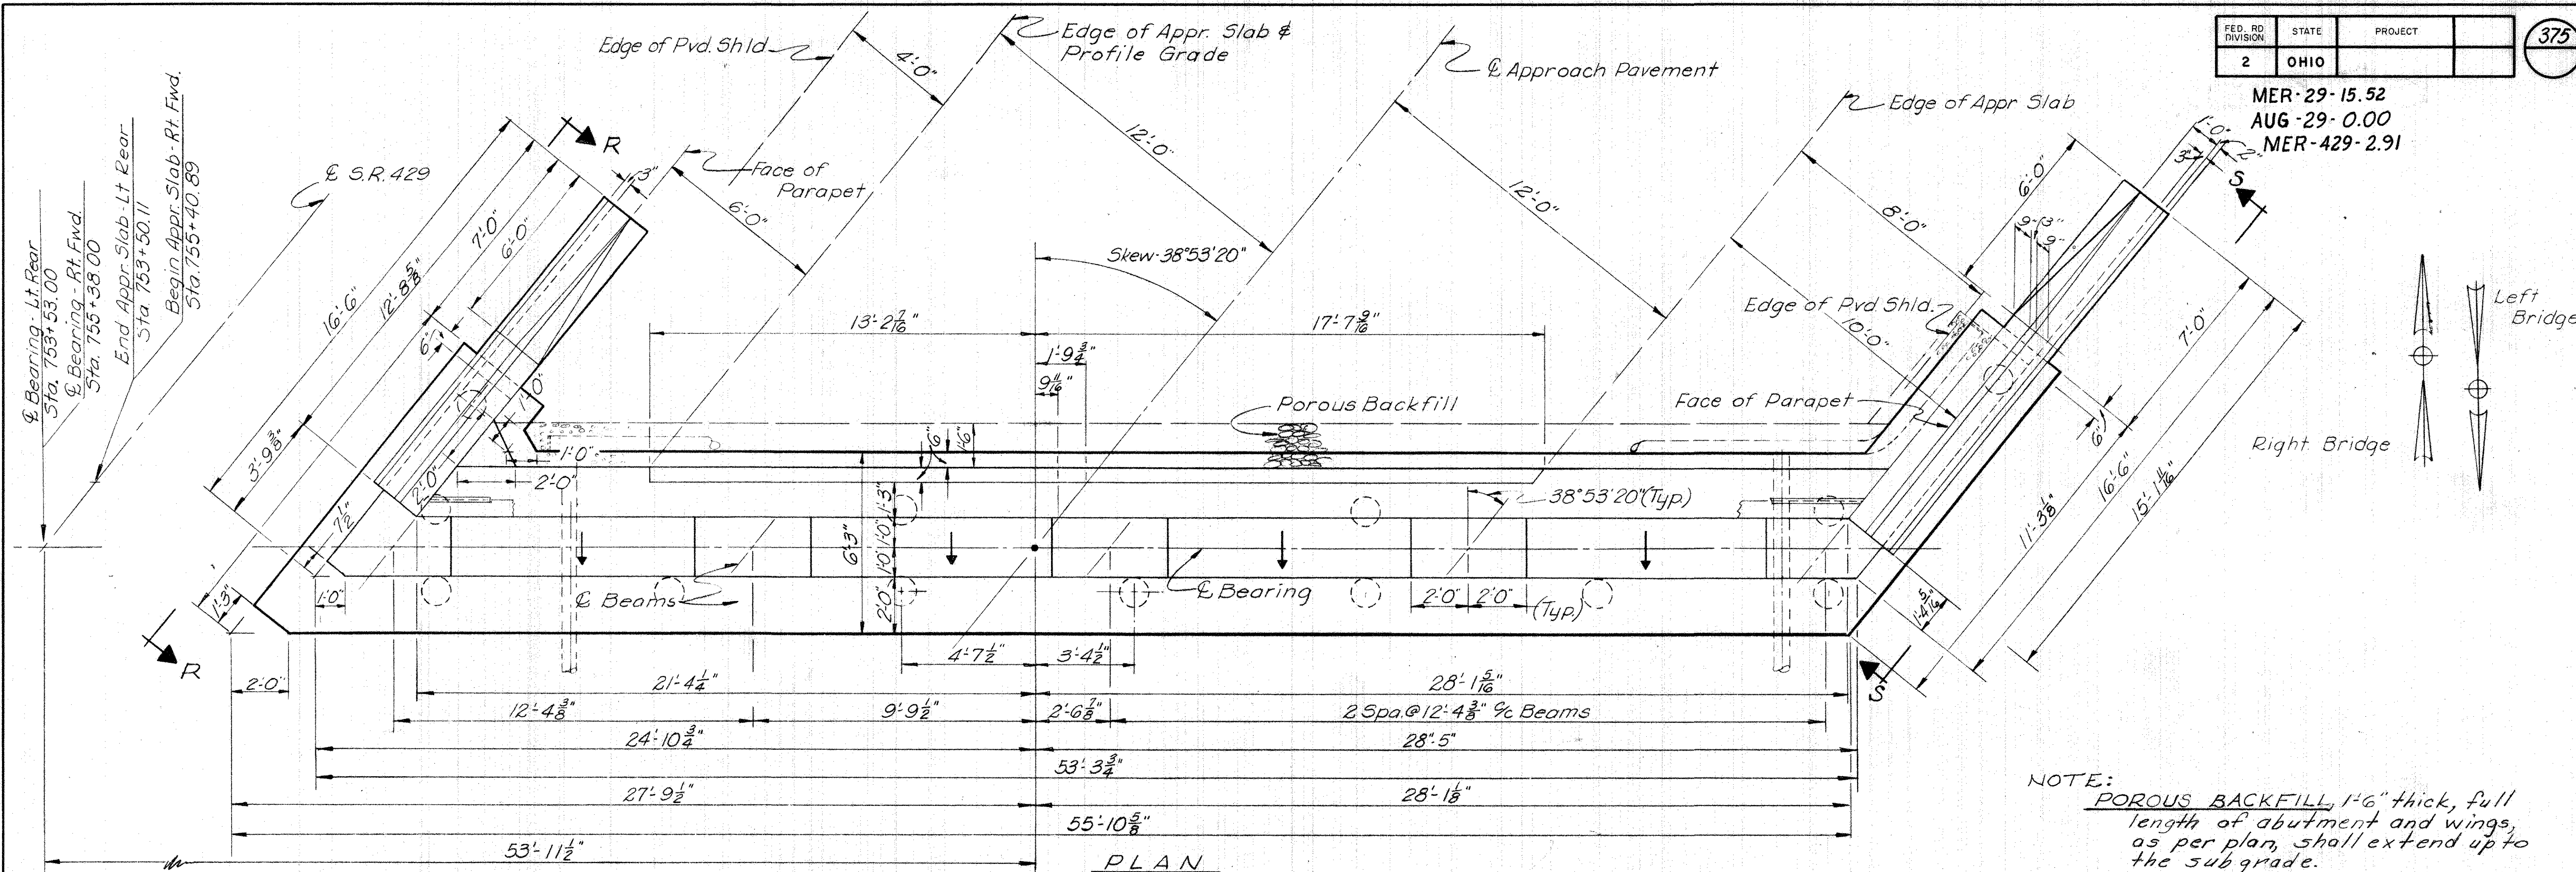 FED. RD DIVISION
STATE
PROJECT
2
OHIO
375
MER-29-15.52
AUG-29-0.00
MER-429-2.91
Edge of Pvd. Shld
4'-0"
Edge of Appr. Slab &
Profile Grade
℄ Approach Pavement
Edge of Appr Slab
12'-0"
12'-0"
8'-0"
10'-0"
6'-0"
1'-0"
3"
2"
S
9"
3"
9"
℄ Bearing-Lt. Rear
Sta. 753+53.00
℄ Bearing-Rt. Fwd.
Sta. 755+38.00
End Appr. Slab-Lt Rear
Sta. 753+50.11
Begin Appr. Slab-Rt. Fwd.
Sta. 755+40.89
℄ S.R. 429
R
3"
Face of
Parapet
6'-0"
16'-6"
12'-8 5/8"
7'-0"
6'-0"
6"
3'-9 3/8"
7 1/2"
2'-0"
1'-0"
Skew-38°53'20"
13'-2 7/16"
17'-7 9/16"
1'-9 3/4"
9 11/16"
Porous Backfill
Edge of Pvd. Shld.
Face of Parapet
7'-0"
6"
16'-6"
15'-1 1/16"
11'-3 1/8"
1'-4 5/16"
Left
Bridge
Right Bridge
1'-0"
2'-0"
6"
1'-6"
1'-3"
1'-0"
1'-0"
2'-0"
6'-3"
38°53'20" (Typ.)
℄ Beams
℄ Bearing
2'-0"
2'-0"
(Typ.)
1'-3"
1'-0"
R
2'-0"
S
4'-7 1/2"
3'-4 1/2"
21'-4 1/4"
28'-1 5/16"
12'-4 3/8"
9'-9 1/2"
2'-6 7/8"
2 Spa. @ 12'-4 3/8" c/c Beams
24'-10 3/4"
28'-5"
53'-3 3/4"
27'-9 1/2"
28'-1 1/8"
55'-10 5/8"
53'-11 1/2"
PLAN
NOTE:
POROUS BACKFILL, 1'-6" thick, full
length of abutment and wings,
as per plan, shall extend up to
the subgrade.